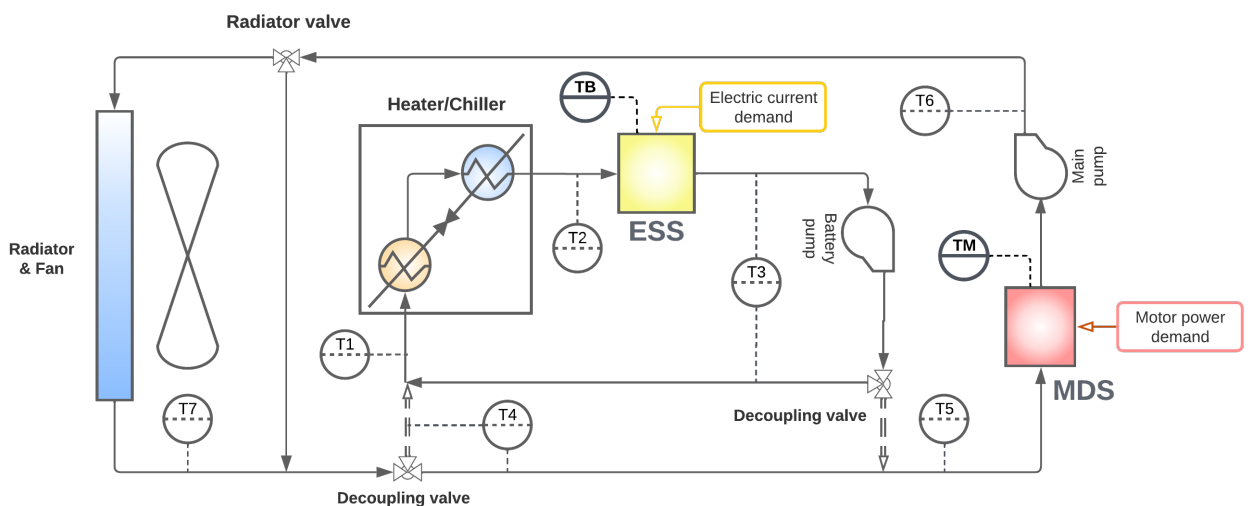 Radiator valve
Heater/Chiller
TB
Electric current
demand
T6
Main
pump
Radiator
& Fan
ESS
T2
Battery
pump
T3
TM
Motor power
demand
T1
MDS
T7
T4
Decoupling valve
T5
Decoupling valve